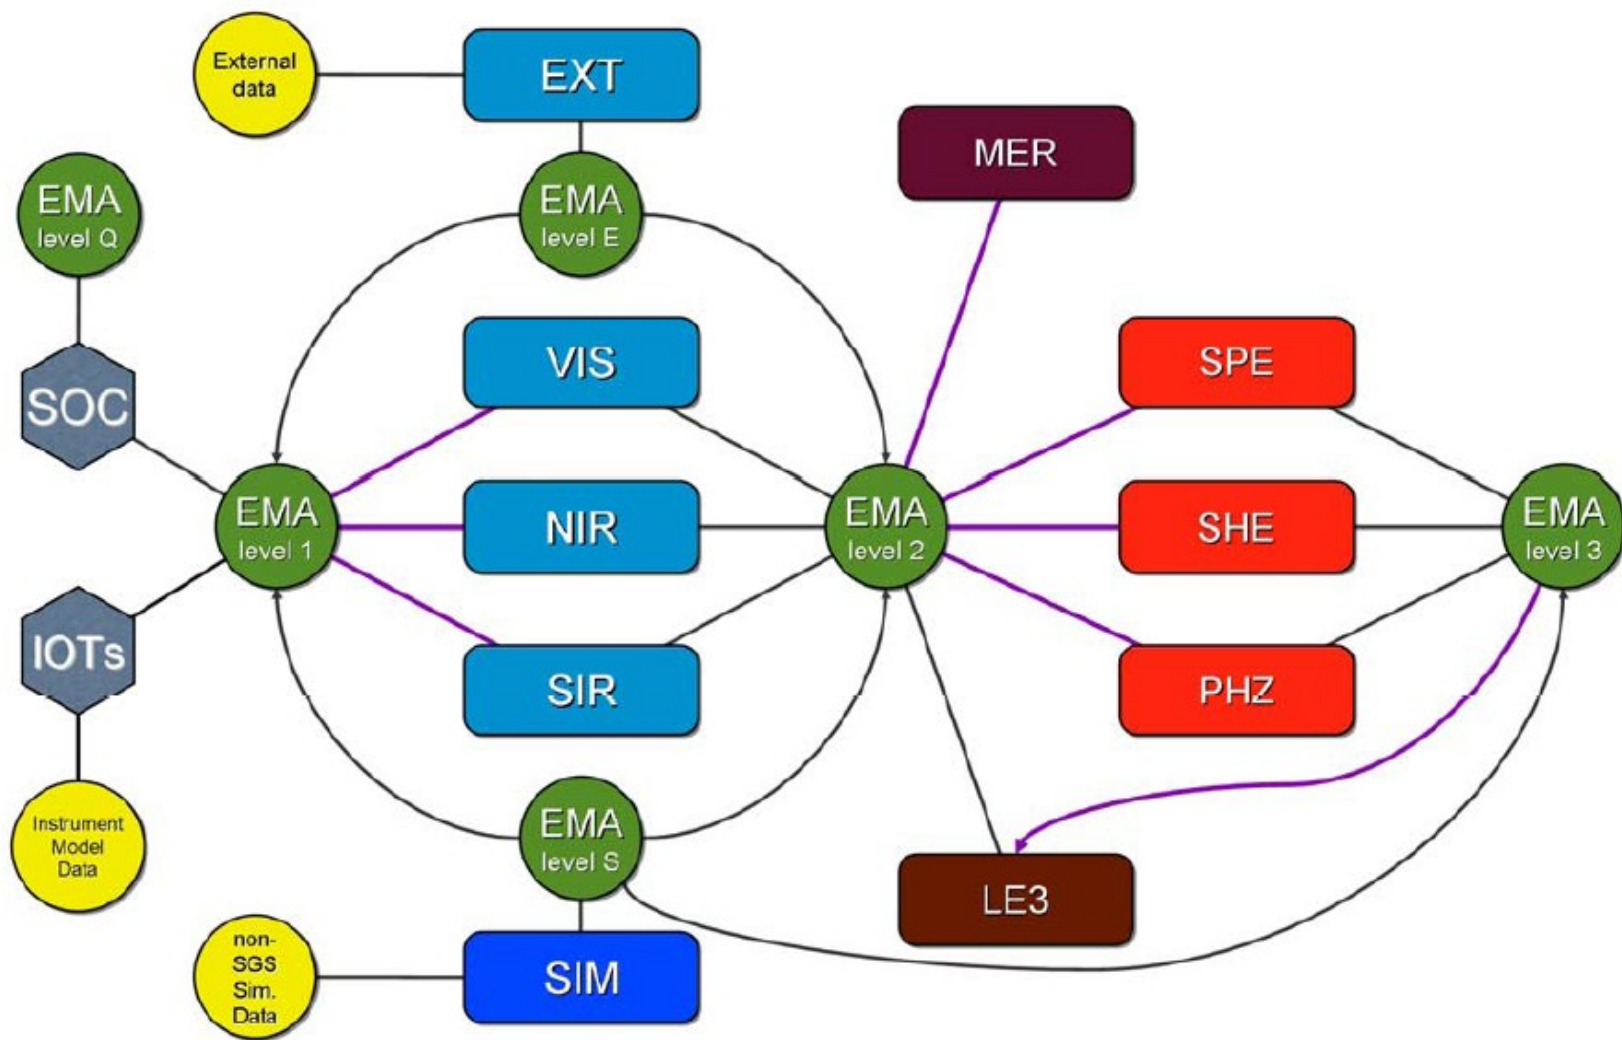 External
data
EXT
MER
EMA
level Q
EMA
level E
VIS
SPE
SOC
EMA
level 1
NIR
EMA
level 2
SHE
EMA
level 3
IOTs
SIR
PHZ
Instrument
Model
Data
EMA
level S
LE3
non-
SGS
Sim.
Data
SIM